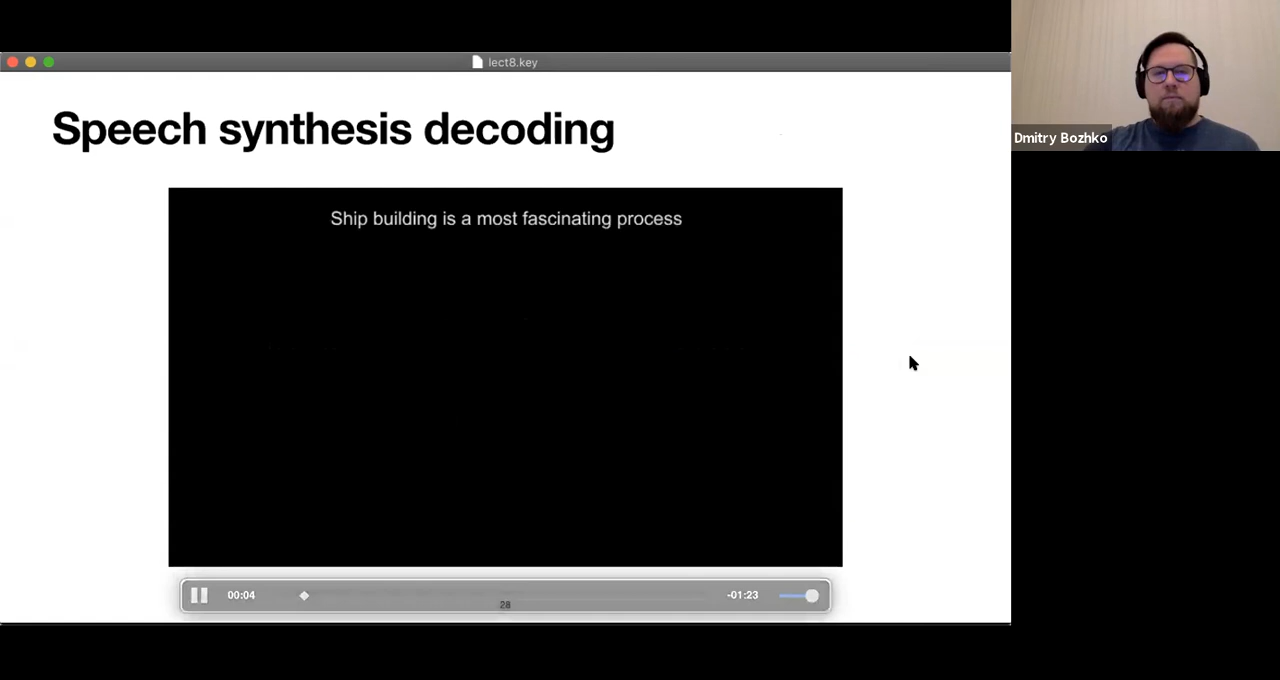 lect8.key
Speech synthesis decoding
Ship building is a most fascinating process
00:04
-01:23
28
Dmitry Bozhko